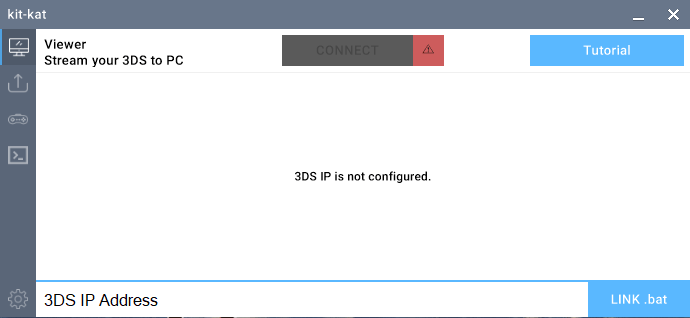 kit-kat
Viewer
Stream your 3DS to PC
CONNECT
Tutorial
3DS IP is not configured.
3DS IP Address
LINK .bat